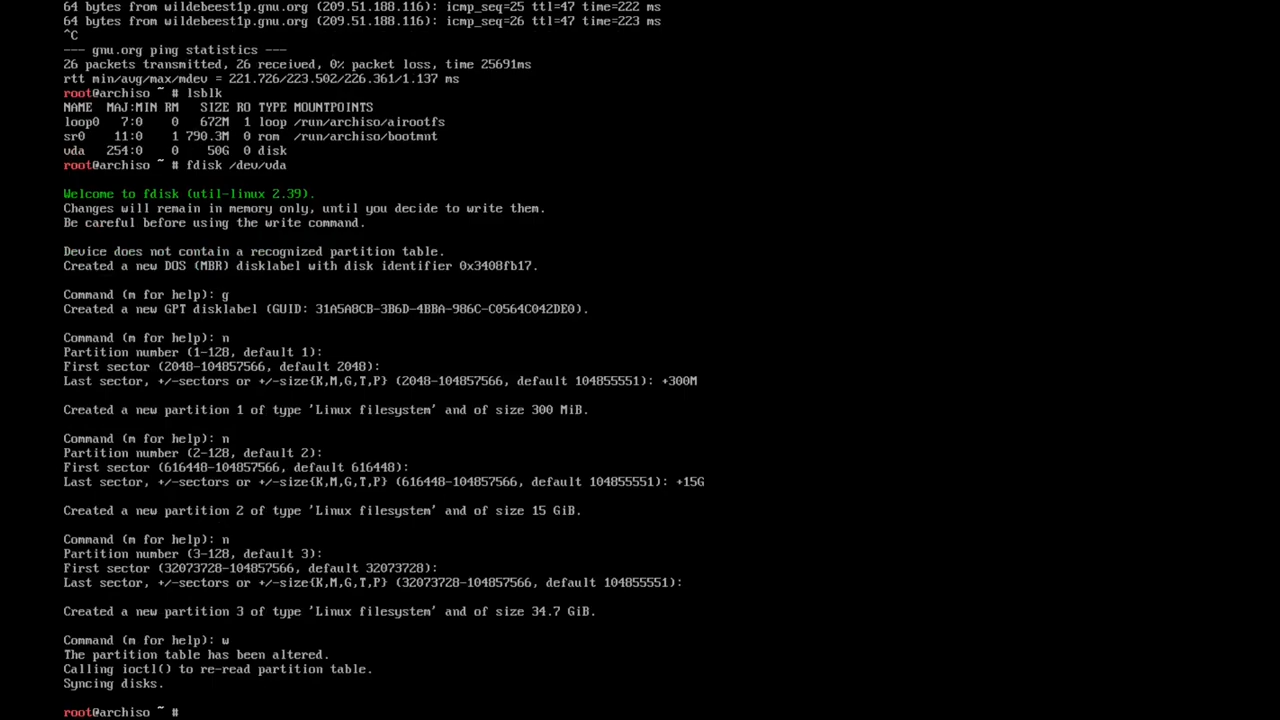 64 bytes from wildebeest1p.gnu.org (209.51.188.116): icmp_seq=25 ttl=47 time=222 ms
64 bytes from wildebeest1p.gnu.org (209.51.188.116): icmp_seq=26 ttl=47 time=223 ms
^C
--- gnu.org ping statistics ---
26 packets transmitted, 26 received, 0% packet loss, time 25691ms
rtt min/avg/max/mdev = 221.726/223.502/226.361/1.137 ms
root@archiso ~ # lsblk
NAME  MAJ:MIN RM   SIZE RO TYPE MOUNTPOINTS
loop0   7:0    0   672M  1 loop /run/archiso/airootfs
sr0    11:0    1 790.3M  0 rom  /run/archiso/bootmnt
vda   254:0    0    50G  0 disk
root@archiso ~ # fdisk /dev/vda
Welcome to fdisk (util-linux 2.39).
Changes will remain in memory only, until you decide to write them.
Be careful before using the write command.
Device does not contain a recognized partition table.
Created a new DOS (MBR) disklabel with disk identifier 0x3408fb17.
Command (m for help): g
Created a new GPT disklabel (GUID: 31A5A8CB-3B6D-4BBA-986C-C0564C042DE0).
Command (m for help): n
Partition number (1-128, default 1):
First sector (2048-104857566, default 2048):
Last sector, +/-sectors or +/-size{K,M,G,T,P} (2048-104857566, default 104855551): +300M
Created a new partition 1 of type 'Linux filesystem' and of size 300 MiB.
Command (m for help): n
Partition number (2-128, default 2):
First sector (616448-104857566, default 616448):
Last sector, +/-sectors or +/-size{K,M,G,T,P} (616448-104857566, default 104855551): +15G
Created a new partition 2 of type 'Linux filesystem' and of size 15 GiB.
Command (m for help): n
Partition number (3-128, default 3):
First sector (32073728-104857566, default 32073728):
Last sector, +/-sectors or +/-size{K,M,G,T,P} (32073728-104857566, default 104855551):
Created a new partition 3 of type 'Linux filesystem' and of size 34.7 GiB.
Command (m for help): w
The partition table has been altered.
Calling ioctl() to re-read partition table.
Syncing disks.
root@archiso ~ #